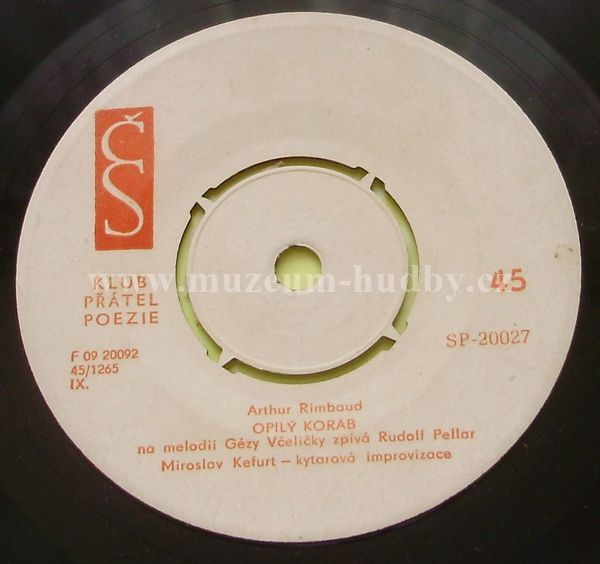 ČS
KLUB
PŘÁTEL
POEZIE
F 09 20092
45/1265
IX.
www.muzeum-hudby.cz
45
SP-20027
Arthur Rimbaud
OPILÝ KORAB
na melodii Gézy Včeličky zpívá Rudolf Pellar
Miroslav Kefurt – kytarová improvizace